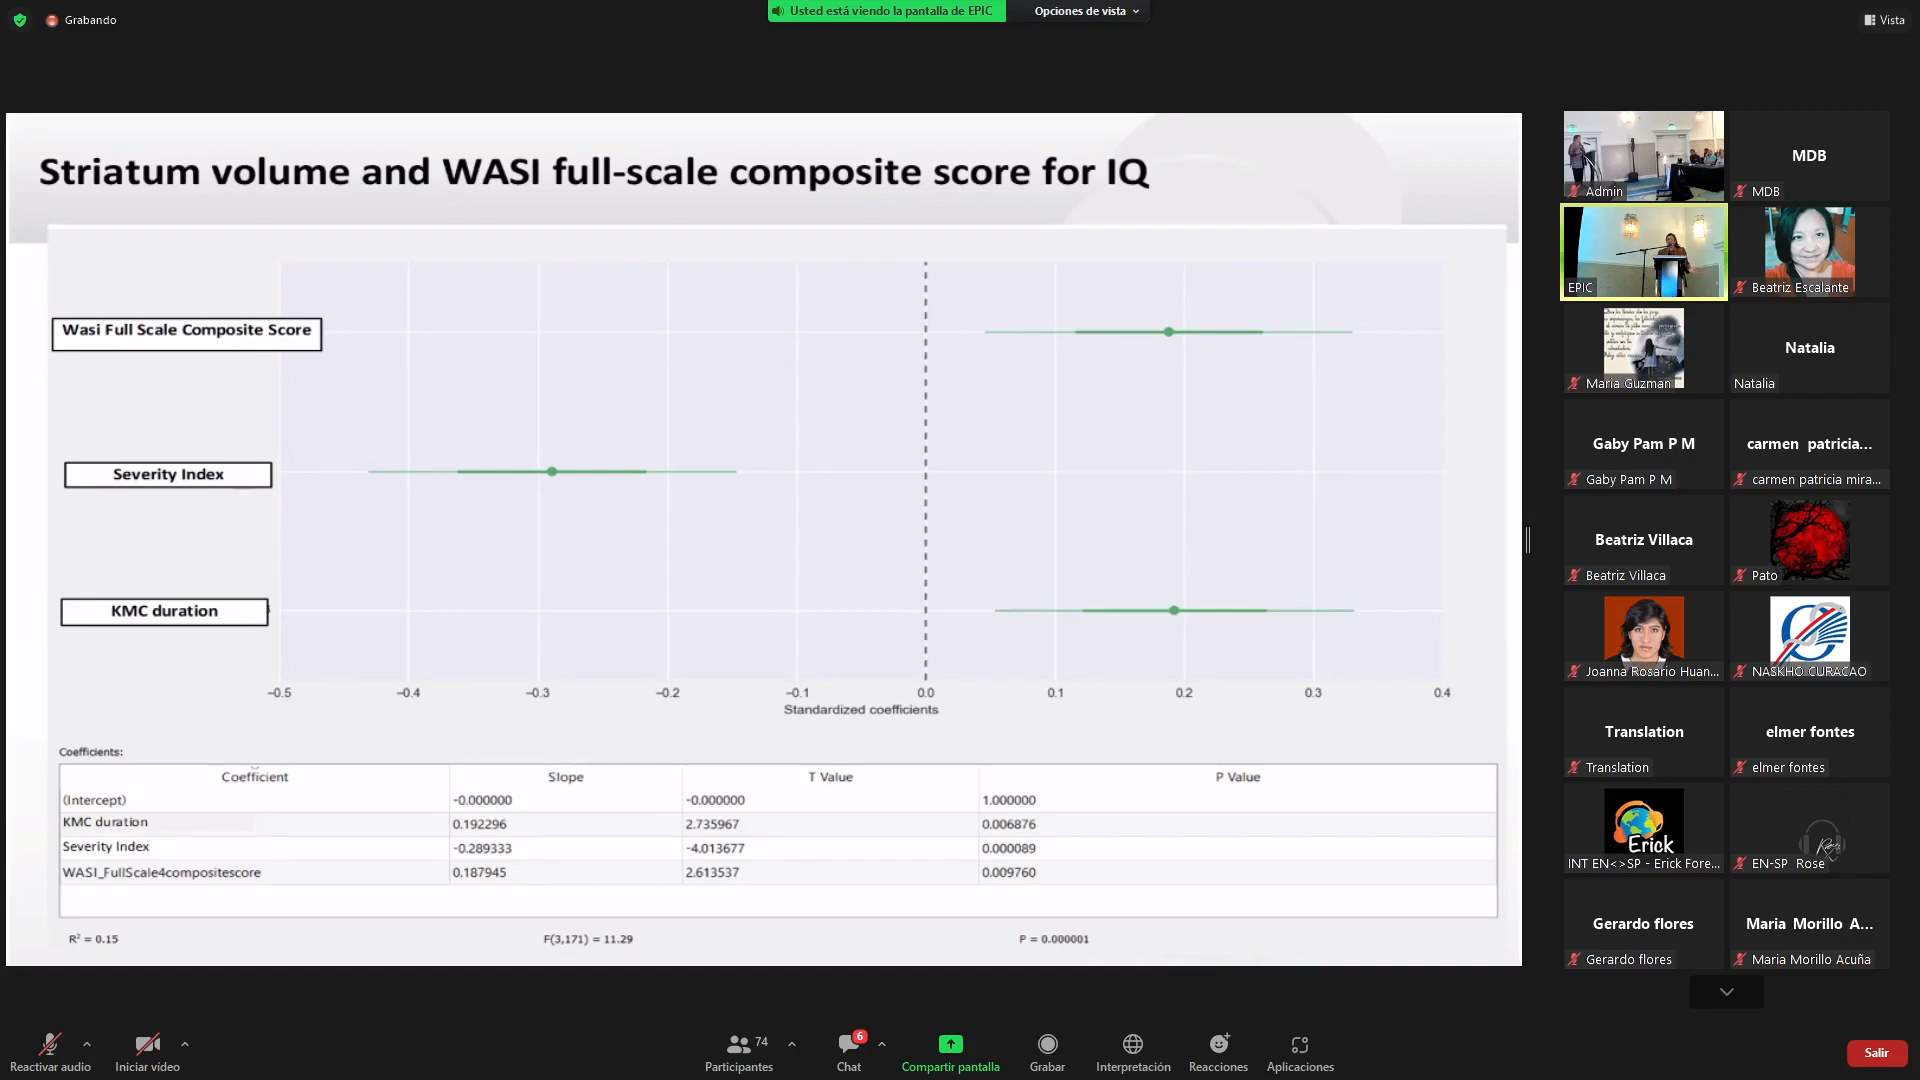 Grabando
Usted está viendo la pantalla de EPIC
Opciones de vista
Vista
Striatum volume and WASI full-scale composite score for IQ
Wasi Full Scale Composite Score
Severity Index
KMC duration
−0.5 −0.4 −0.3 −0.2 −0.1 0.0 0.1 0.2 0.3 0.4
Standardized coefficients
Coefficients:
Coefficient Slope T Value P Value
(Intercept) -0.000000 -0.000000 1.000000
KMC duration 0.192296 2.735967 0.006876
Severity Index -0.289333 -4.013677 0.000089
WASI_FullScale4compositescore 0.187945 2.613537 0.009760
R² = 0.15 F(3,171) = 11.29 P = 0.000001
Admin
MDB
MDB
EPIC
Beatriz Escalante
Maria Guzman
Natalia
Natalia
Gaby Pam P M
Gaby Pam P M
carmen patricia...
carmen patricia mira...
Beatriz Villaca
Beatriz Villaca
Pato
Joanna Rosario Huan...
NASKHO CURACAO
Translation
Translation
elmer fontes
elmer fontes
Erick
INT EN<>SP - Erick Fore...
EN-SP Rose
Gerardo flores
Gerardo flores
Maria Morillo A...
Maria Morillo Acuña
Reactivar audio
Iniciar vídeo
74
Participantes
6
Chat
Compartir pantalla
Grabar
Interpretación
Reacciones
Aplicaciones
Salir